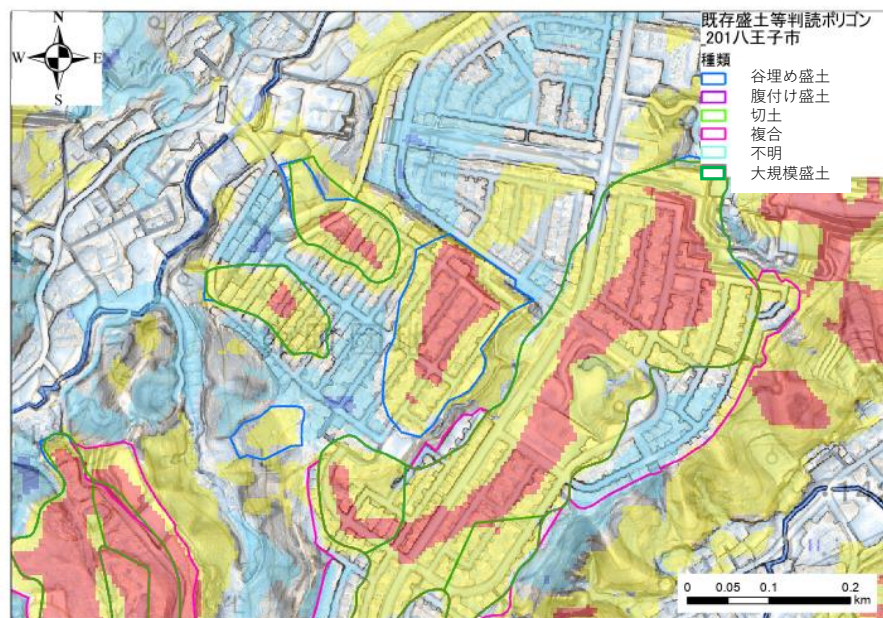 N
W
E
S
既存盛土等判読ポリゴン
_201八王子市
種類
谷埋め盛土
腹付け盛土
切土
複合
不明
大規模盛土
0 0.05 0.1 0.2
km